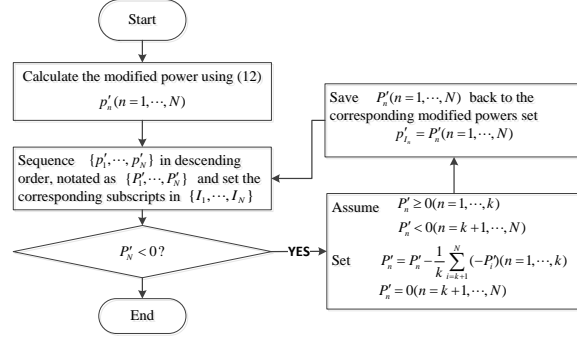 Start
Calculate the modified power using (12)
p′ₙ(n=1,⋯,N)
Sequence {p′₁,⋯,p′_N} in descending
order, notated as {P′₁,⋯,P′_N} and set the
corresponding subscripts in {I₁,⋯,I_N}
P′_N < 0?
YES
End
Save P′ₙ(n=1,⋯,N) back to the
corresponding modified powers set
p′_{Iₙ} = P′ₙ(n=1,⋯,N)
Assume P′ₙ ≥ 0(n=1,⋯,k)
P′ₙ < 0(n=k+1,⋯,N)
Set P′ₙ = P′ₙ − 1/k ∑_{i=k+1}^{N} (−P′ᵢ)(n=1,⋯,k)
P′ₙ = 0(n=k+1,⋯,N)